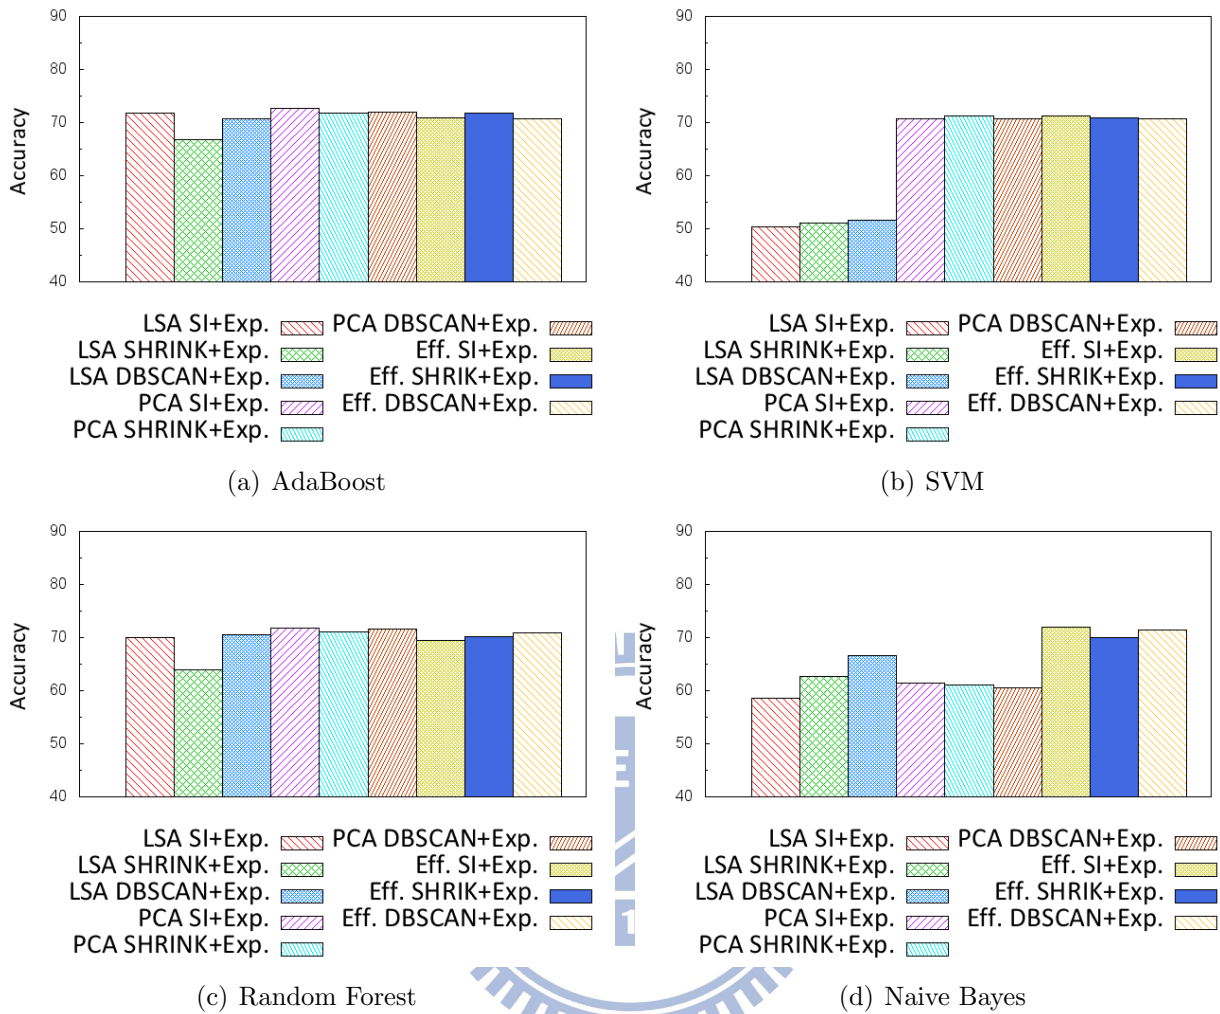 90
80
70
60
50
40
Accuracy
LSA SI+Exp.
LSA SHRINK+Exp.
LSA DBSCAN+Exp.
PCA SI+Exp.
PCA SHRINK+Exp.
PCA DBSCAN+Exp.
Eff. SI+Exp.
Eff. SHRIK+Exp.
Eff. DBSCAN+Exp.
(a) AdaBoost
90
80
70
60
50
40
Accuracy
LSA SI+Exp.
LSA SHRINK+Exp.
LSA DBSCAN+Exp.
PCA SI+Exp.
PCA SHRINK+Exp.
PCA DBSCAN+Exp.
Eff. SI+Exp.
Eff. SHRIK+Exp.
Eff. DBSCAN+Exp.
(b) SVM
90
80
70
60
50
40
Accuracy
LSA SI+Exp.
LSA SHRINK+Exp.
LSA DBSCAN+Exp.
PCA SI+Exp.
PCA SHRINK+Exp.
PCA DBSCAN+Exp.
Eff. SI+Exp.
Eff. SHRIK+Exp.
Eff. DBSCAN+Exp.
(c) Random Forest
90
80
70
60
50
40
Accuracy
LSA SI+Exp.
LSA SHRINK+Exp.
LSA DBSCAN+Exp.
PCA SI+Exp.
PCA SHRINK+Exp.
PCA DBSCAN+Exp.
Eff. SI+Exp.
Eff. SHRIK+Exp.
Eff. DBSCAN+Exp.
(d) Naive Bayes